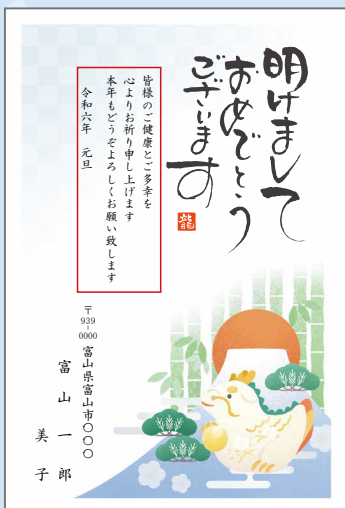 明けまして
おめでとう
ございます
龍
皆様のご健康とご多幸を
心よりお祈り申し上げます
本年もどうぞよろしくお願い致します
令和六年　元旦
〒939-0000
富山県富山市〇〇〇
富山一郎
美子